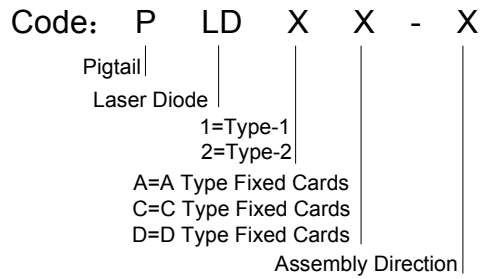 Code： P LD X X - X
Pigtail
Laser Diode
1=Type-1
2=Type-2
A=A Type Fixed Cards
C=C Type Fixed Cards
D=D Type Fixed Cards
Assembly Direction